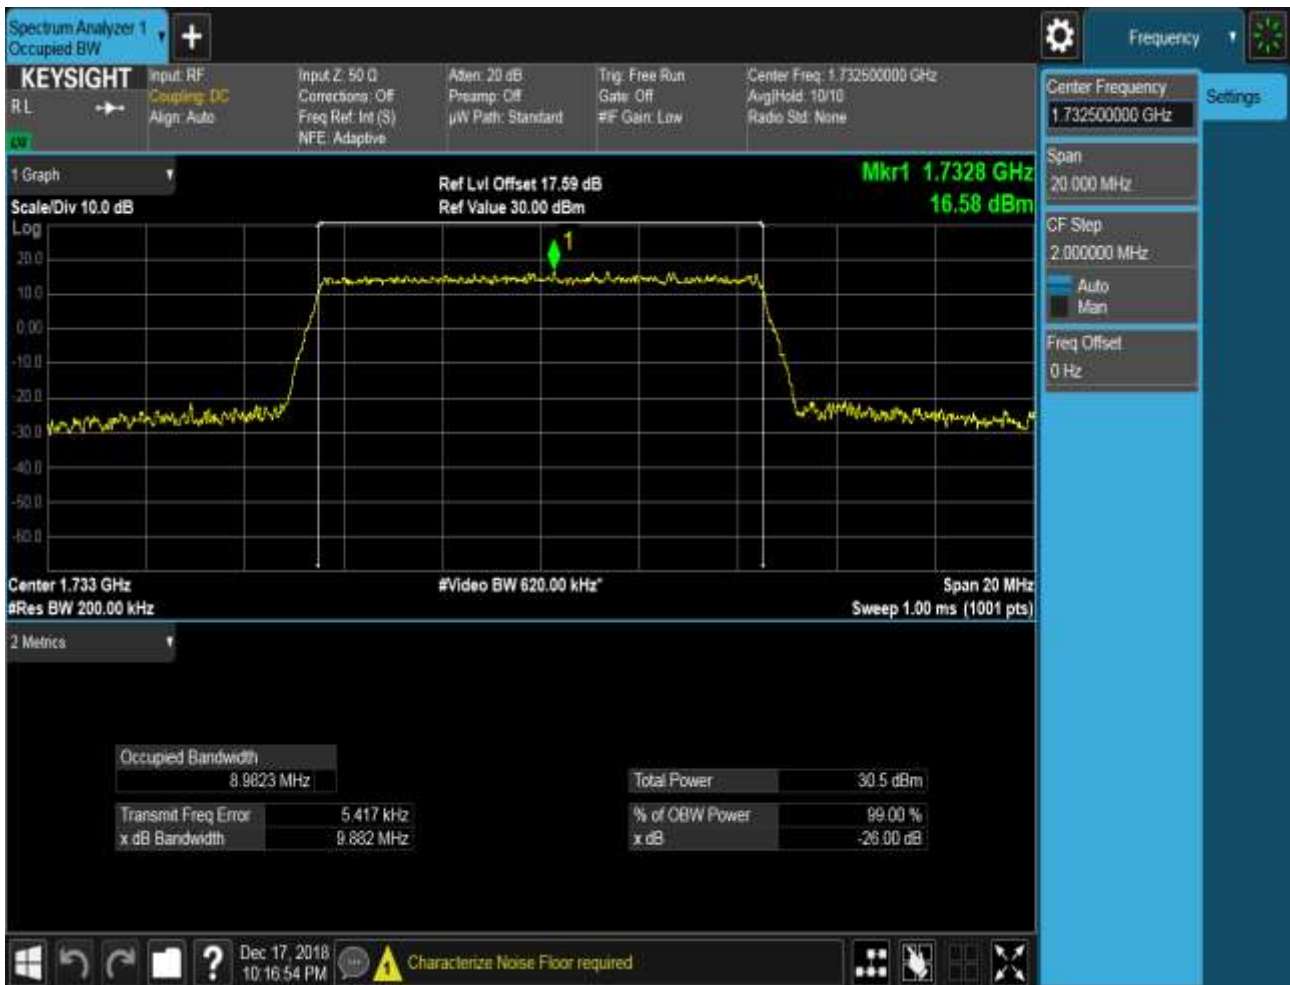 Spectrum Analyzer 1
Occupied BW
Frequency
KEYSIGHT
R L
Input: RF
Coupling: DC
Align: Auto
Input Z: 50 Ω
Corrections: Off
Freq Ref: Int (S)
NFE: Adaptive
Atten: 20 dB
Preamp: Off
µW Path: Standard
Trig: Free Run
Gate: Off
#IF Gain: Low
Center Freq: 1.732500000 GHz
Avg|Hold: 10/10
Radio Std: None
Center Frequency
1.732500000 GHz
Settings
Span
20.000 MHz
CF Step
2.000000 MHz
Auto
Man
Freq Offset
0 Hz
1 Graph
Scale/Div 10.0 dB
Ref Lvl Offset 17.59 dB
Ref Value 30.00 dBm
Mkr1 1.7328 GHz
16.58 dBm
Log
1
20.0
10.0
0.00
-10.0
-20.0
-30.0
-40.0
-50.0
-60.0
Center 1.733 GHz
#Video BW 620.00 kHz*
Span 20 MHz
#Res BW 200.00 kHz
Sweep 1.00 ms (1001 pts)
2 Metrics
Occupied Bandwidth
8.9823 MHz
Transmit Freq Error 5.417 kHz
x dB Bandwidth 9.882 MHz
Total Power 30.5 dBm
% of OBW Power 99.00 %
x dB -26.00 dB
?
Dec 17, 2018
10:16:54 PM
1
Characterize Noise Floor required